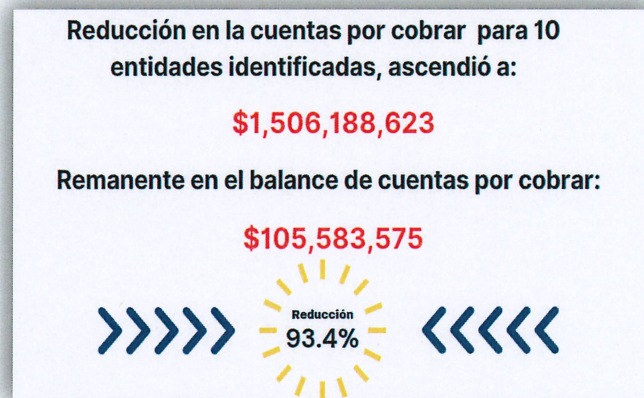 Reducción en la cuentas por cobrar para 10
entidades identificadas, ascendió a:
$1,506,188,623
Remanente en el balance de cuentas por cobrar:
$105,583,575
Reducción
93.4%